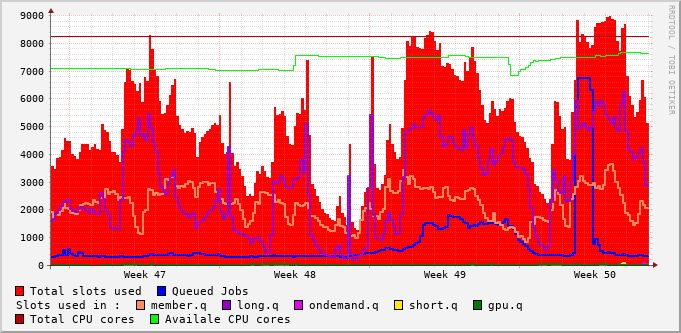 9000
8000
7000
6000
5000
4000
3000
2000
1000
0
Week 47 Week 48 Week 49 Week 50
RRDTOOL / TOBI OETIKER
Total slots used Queued Jobs
Slots used in : member.q long.q ondemand.q short.q gpu.q
Total CPU cores Availale CPU cores